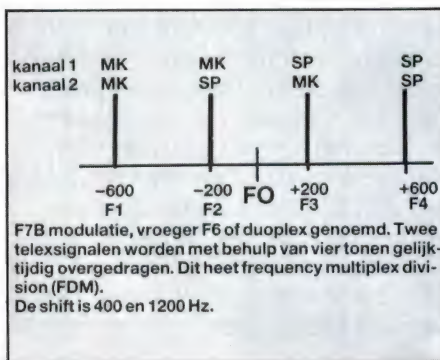 kanaal 1 MK MK SP SP
kanaal 2 MK SP MK SP
−600 −200 FO +200 +600
F1 F2 F3 F4
F7B modulatie, vroeger F6 of duoplex genoemd. Twee
telexsignalen worden met behulp van vier tonen gelijk-
tijdig overgedragen. Dit heet frequency multiplex divi-
sion (FDM).
De shift is 400 en 1200 Hz.